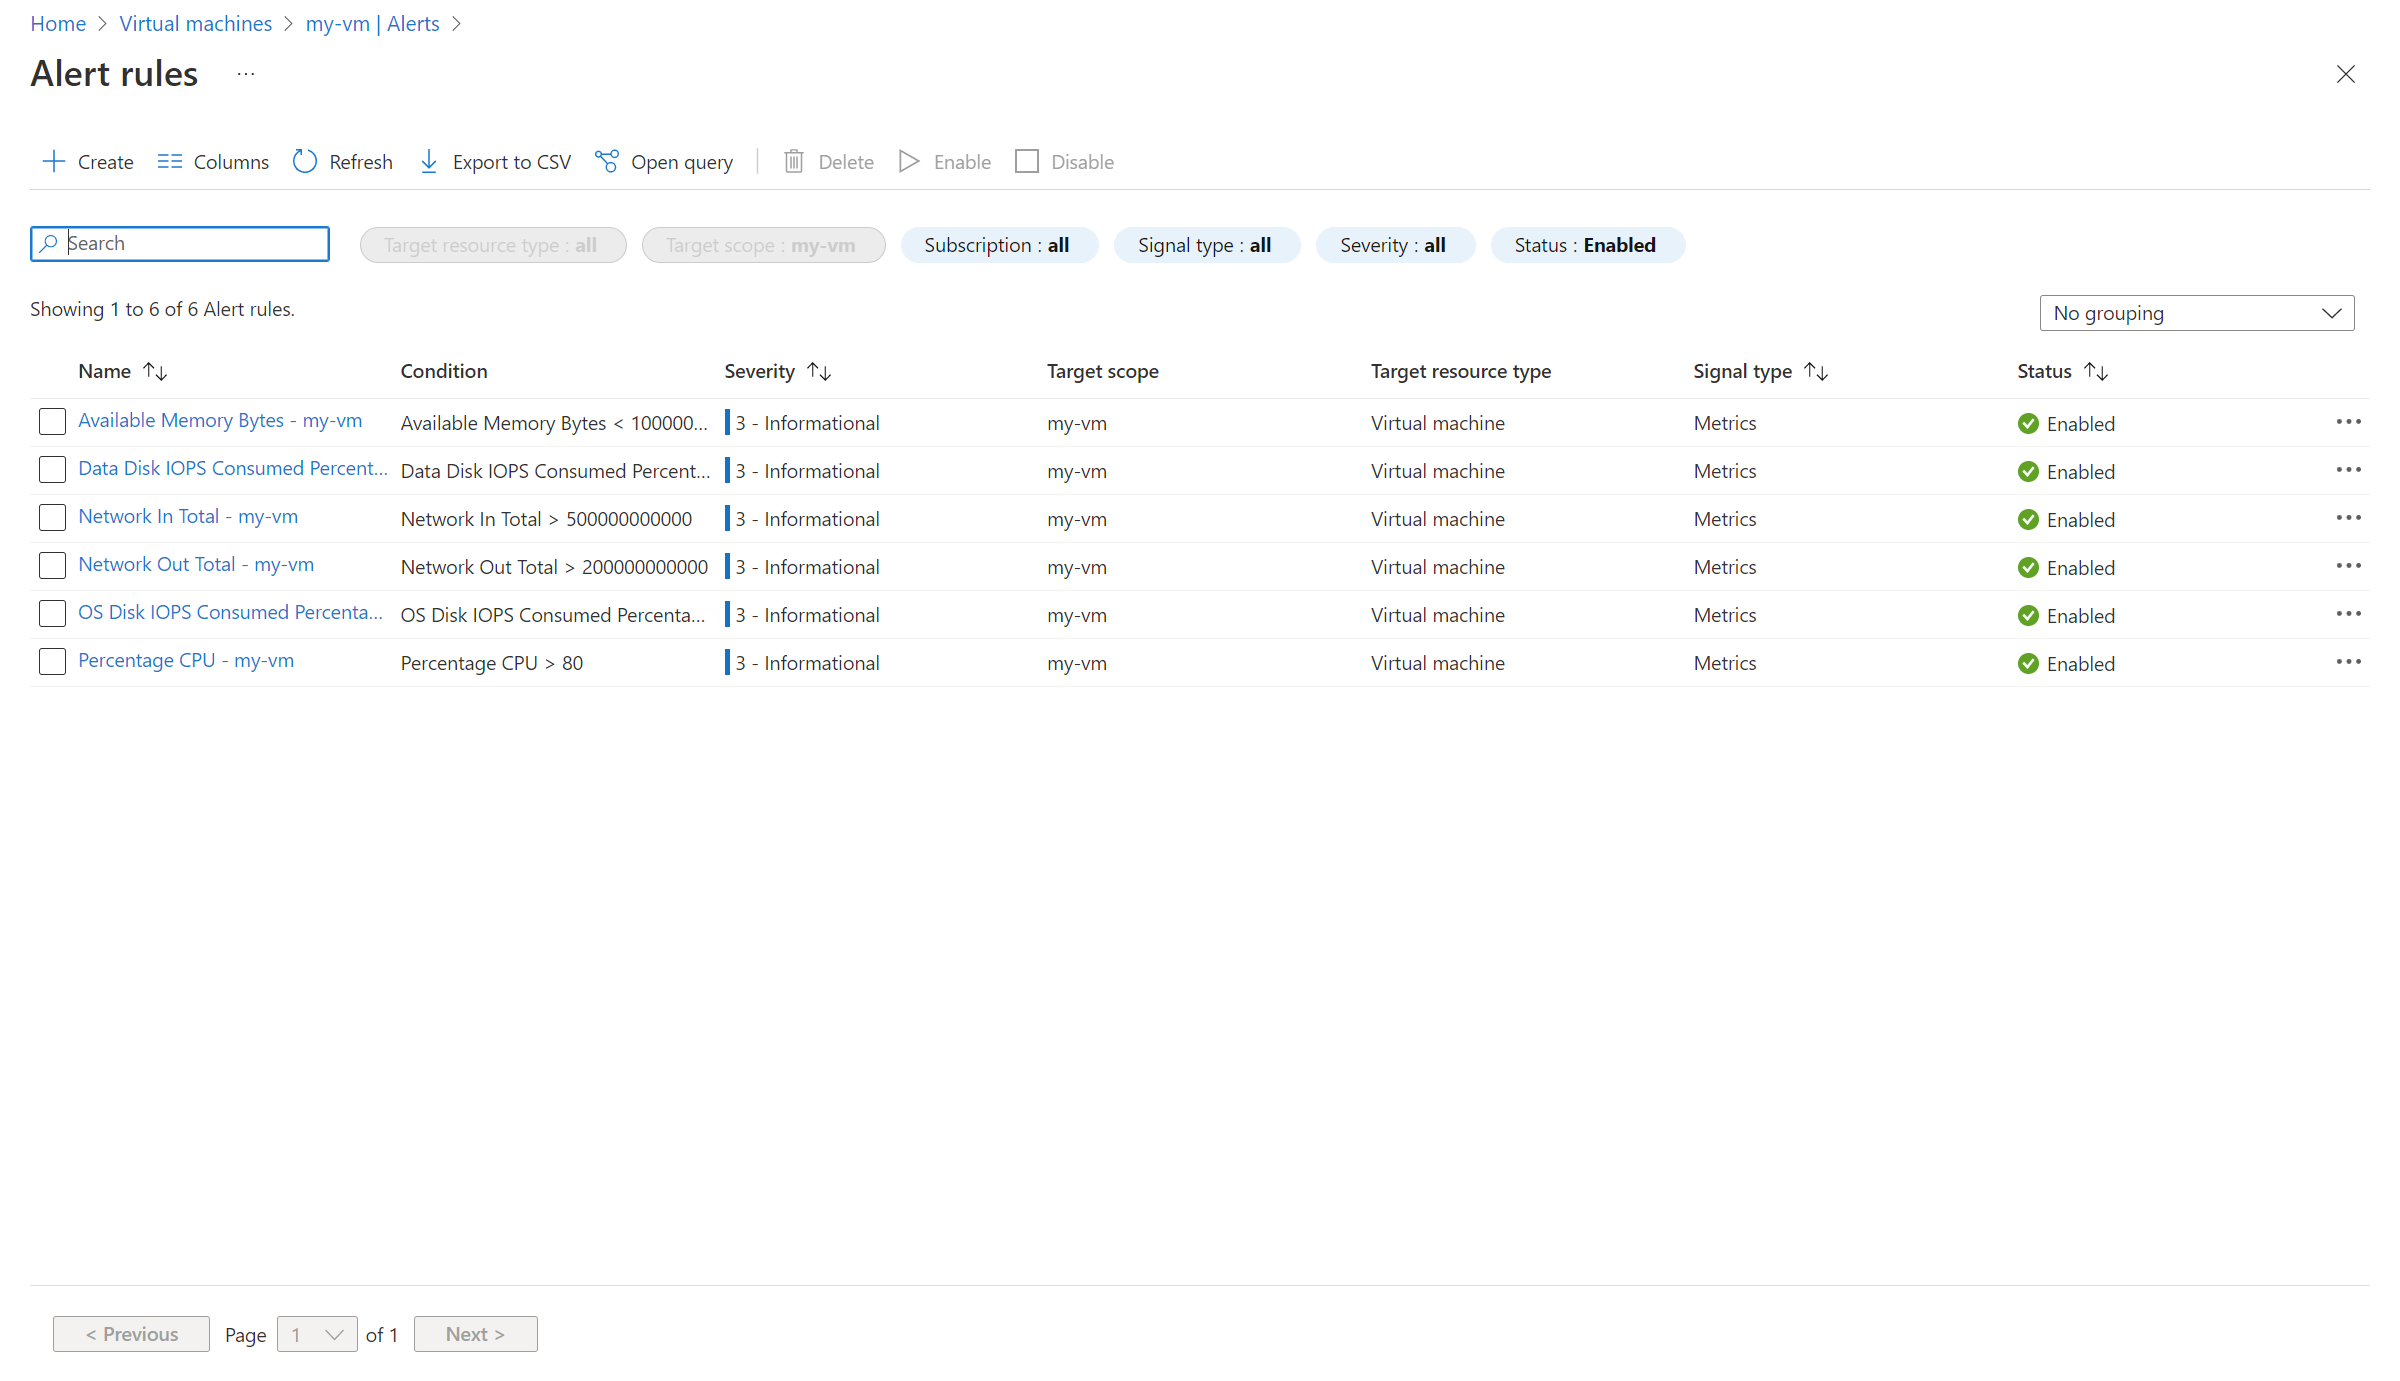 Home > Virtual machines > my-vm | Alerts >
Alert rules ...
Create Columns Refresh Export to CSV Open query Delete Enable Disable
Search Target resource type : all Target scope : my-vm Subscription : all Signal type : all Severity : all Status : Enabled
Showing 1 to 6 of 6 Alert rules.
No grouping
Name Condition Severity Target scope Target resource type Signal type Status
Available Memory Bytes - my-vm Available Memory Bytes < 100000... 3 - Informational my-vm Virtual machine Metrics Enabled
Data Disk IOPS Consumed Percent... Data Disk IOPS Consumed Percent... 3 - Informational my-vm Virtual machine Metrics Enabled
Network In Total - my-vm Network In Total > 500000000000 3 - Informational my-vm Virtual machine Metrics Enabled
Network Out Total - my-vm Network Out Total > 200000000000 3 - Informational my-vm Virtual machine Metrics Enabled
OS Disk IOPS Consumed Percenta... OS Disk IOPS Consumed Percenta... 3 - Informational my-vm Virtual machine Metrics Enabled
Percentage CPU - my-vm Percentage CPU > 80 3 - Informational my-vm Virtual machine Metrics Enabled
< Previous Page 1 of 1 Next >